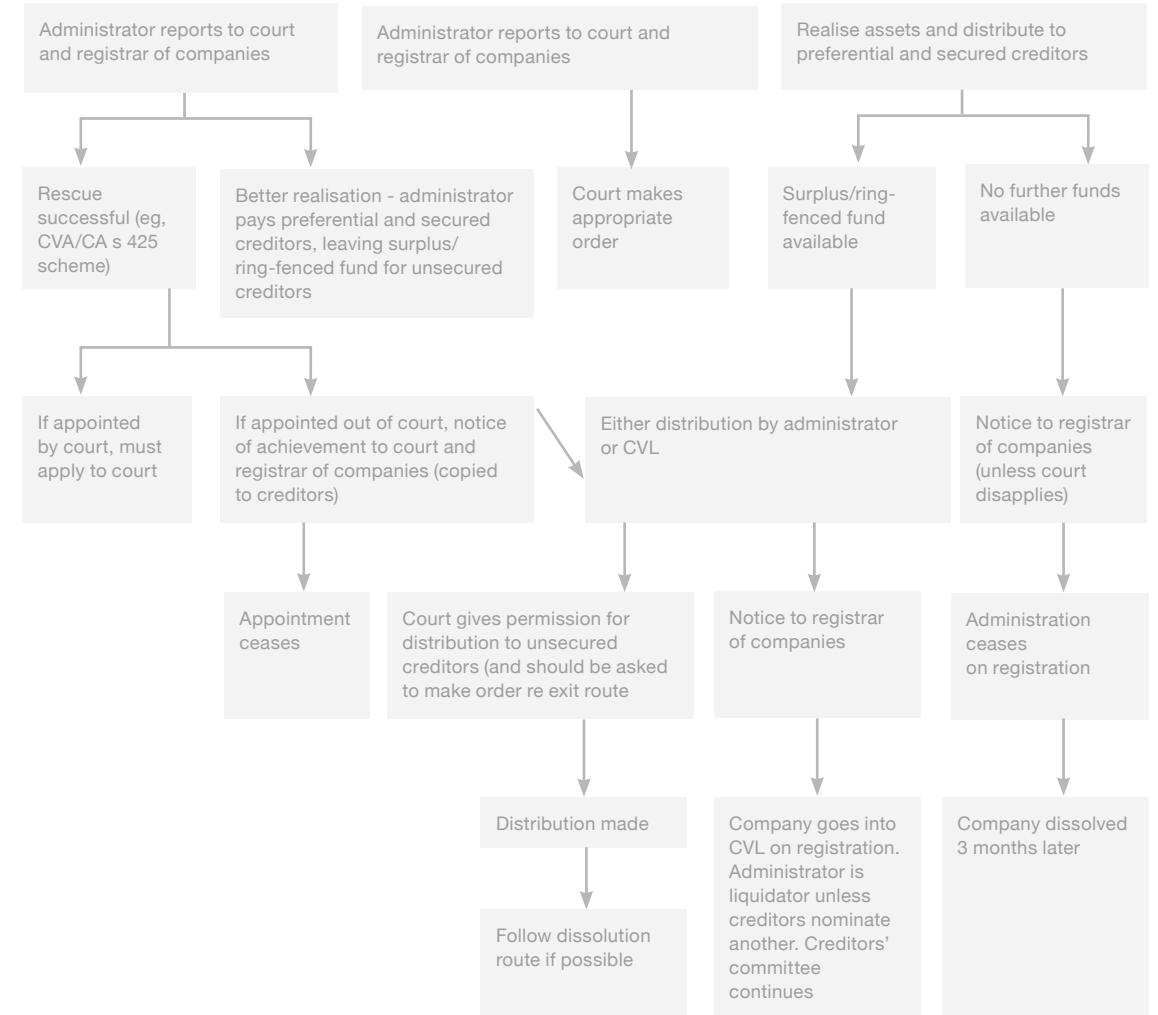 Administrator reports to court
and registrar of companies
Administrator reports to court and
registrar of companies
Realise assets and distribute to
preferential and secured creditors
Rescue
successful (eg,
CVA/CA s 425
scheme)
Better realisation - administrator
pays preferential and secured
creditors, leaving surplus/
ring-fenced fund for unsecured
creditors
Court makes
appropriate
order
Surplus/ring-
fenced fund
available
No further funds
available
If appointed
by court, must
apply to court
If appointed out of court, notice
of achievement to court and
registrar of companies (copied
to creditors)
Either distribution by administrator
or CVL
Notice to registrar
of companies
(unless court
disapplies)
Appointment
ceases
Court gives permission for
distribution to unsecured
creditors (and should be asked
to make order re exit route
Notice to registrar
of companies
Administration
ceases
on registration
Distribution made
Company goes into
CVL on registration.
Administrator is
liquidator unless
creditors nominate
another. Creditors’
committee
continues
Company dissolved
3 months later
Follow dissolution
route if possible